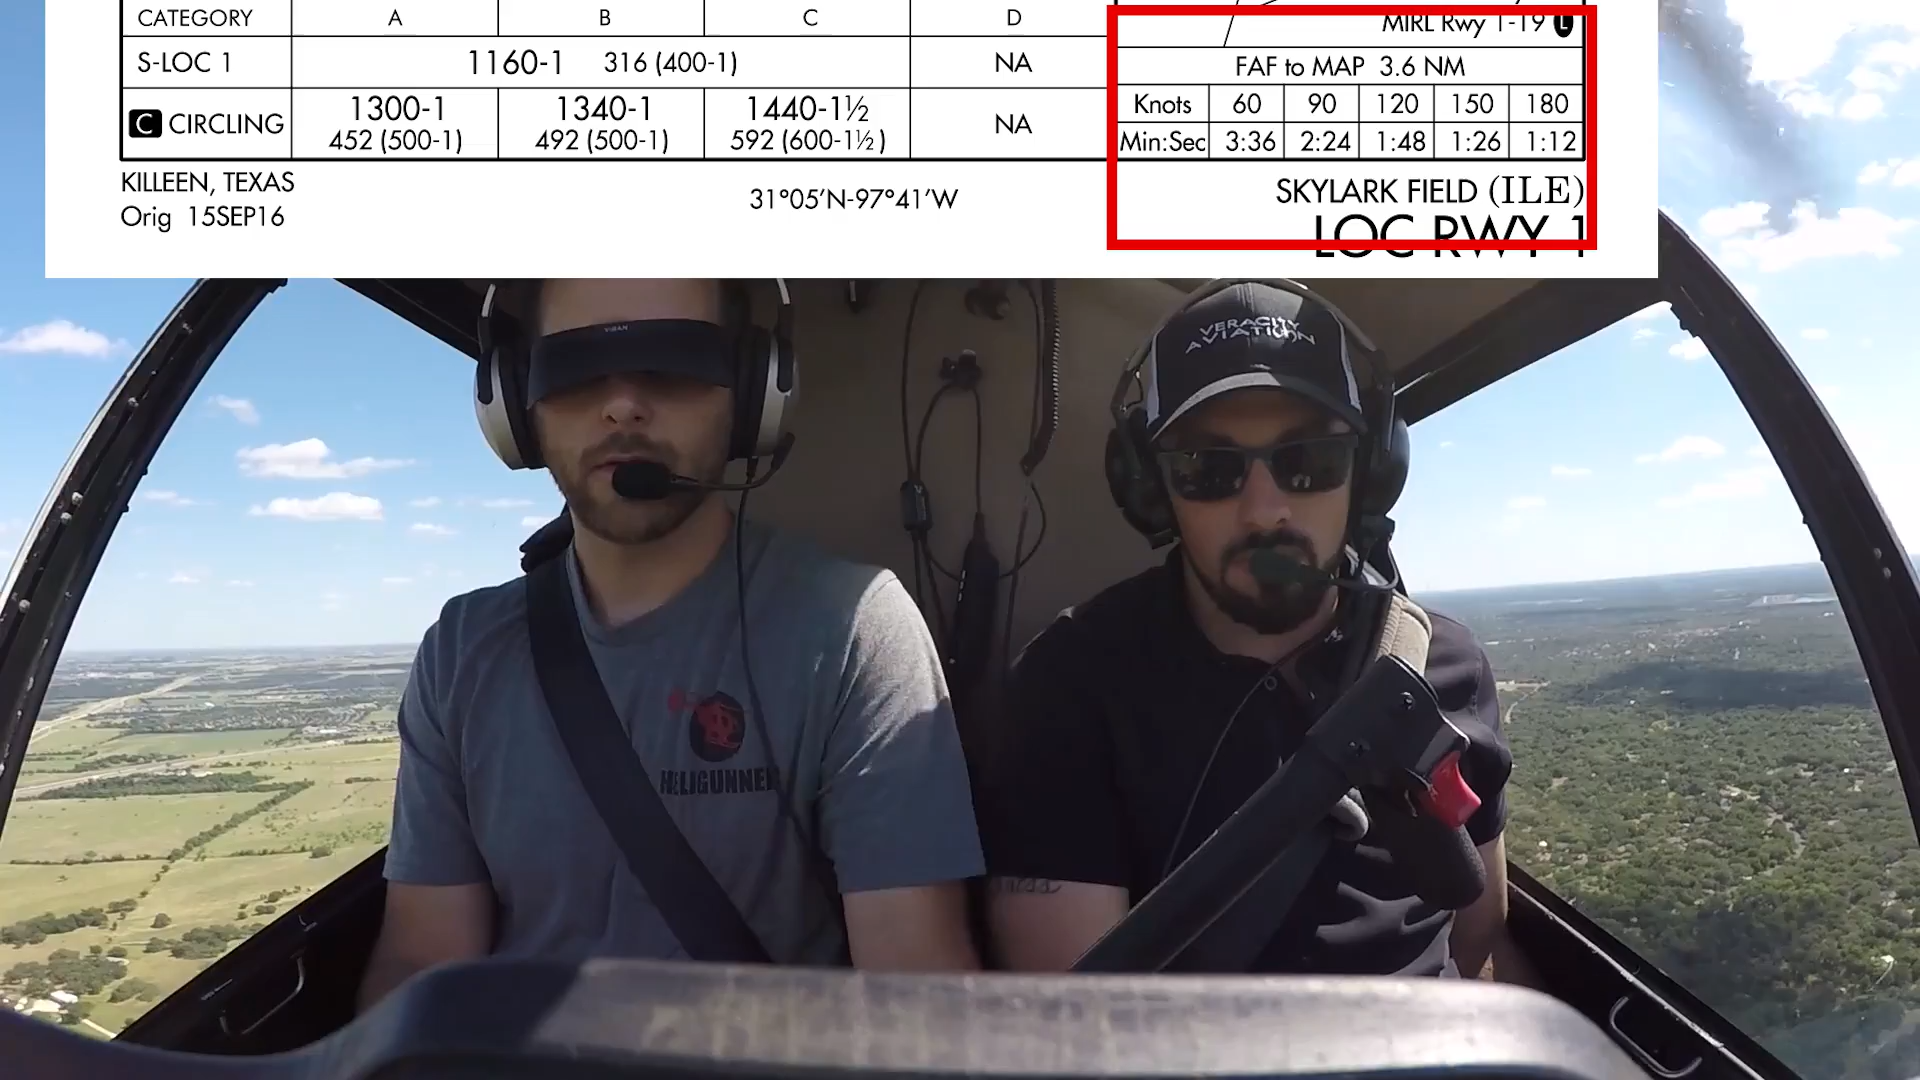 CATEGORY A B C D
S-LOC 1 1160-1 316 (400-1) NA
C CIRCLING 1300-1 1340-1 1440-1½ NA
452 (500-1) 492 (500-1) 592 (600-1½)
KILLEEN, TEXAS
Orig 15SEP16
31°05'N-97°41'W
MIRL Rwy 1-19 L
FAF to MAP 3.6 NM
Knots 60 90 120 150 180
Min:Sec 3:36 2:24 1:48 1:26 1:12
SKYLARK FIELD (ILE)
LOC RWY 1
VERACITY
AVIATION
HELIGUNNER